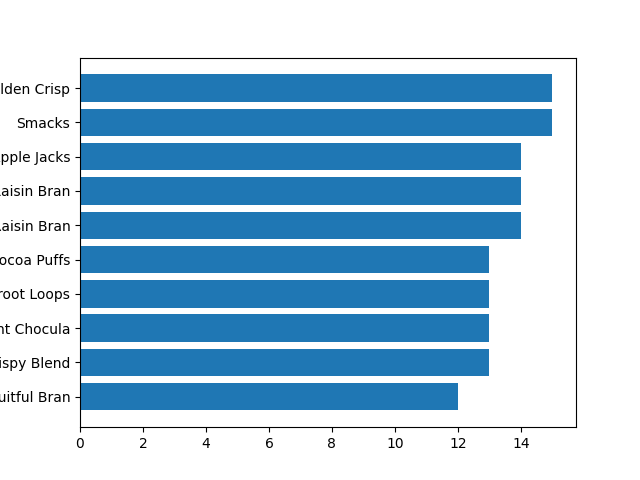 lden Crisp
Smacks
pple Jacks
aisin Bran
aisin Bran
ocoa Puffs
root Loops
nt Chocula
ispy Blend
uitful Bran
0 2 4 6 8 10 12 14